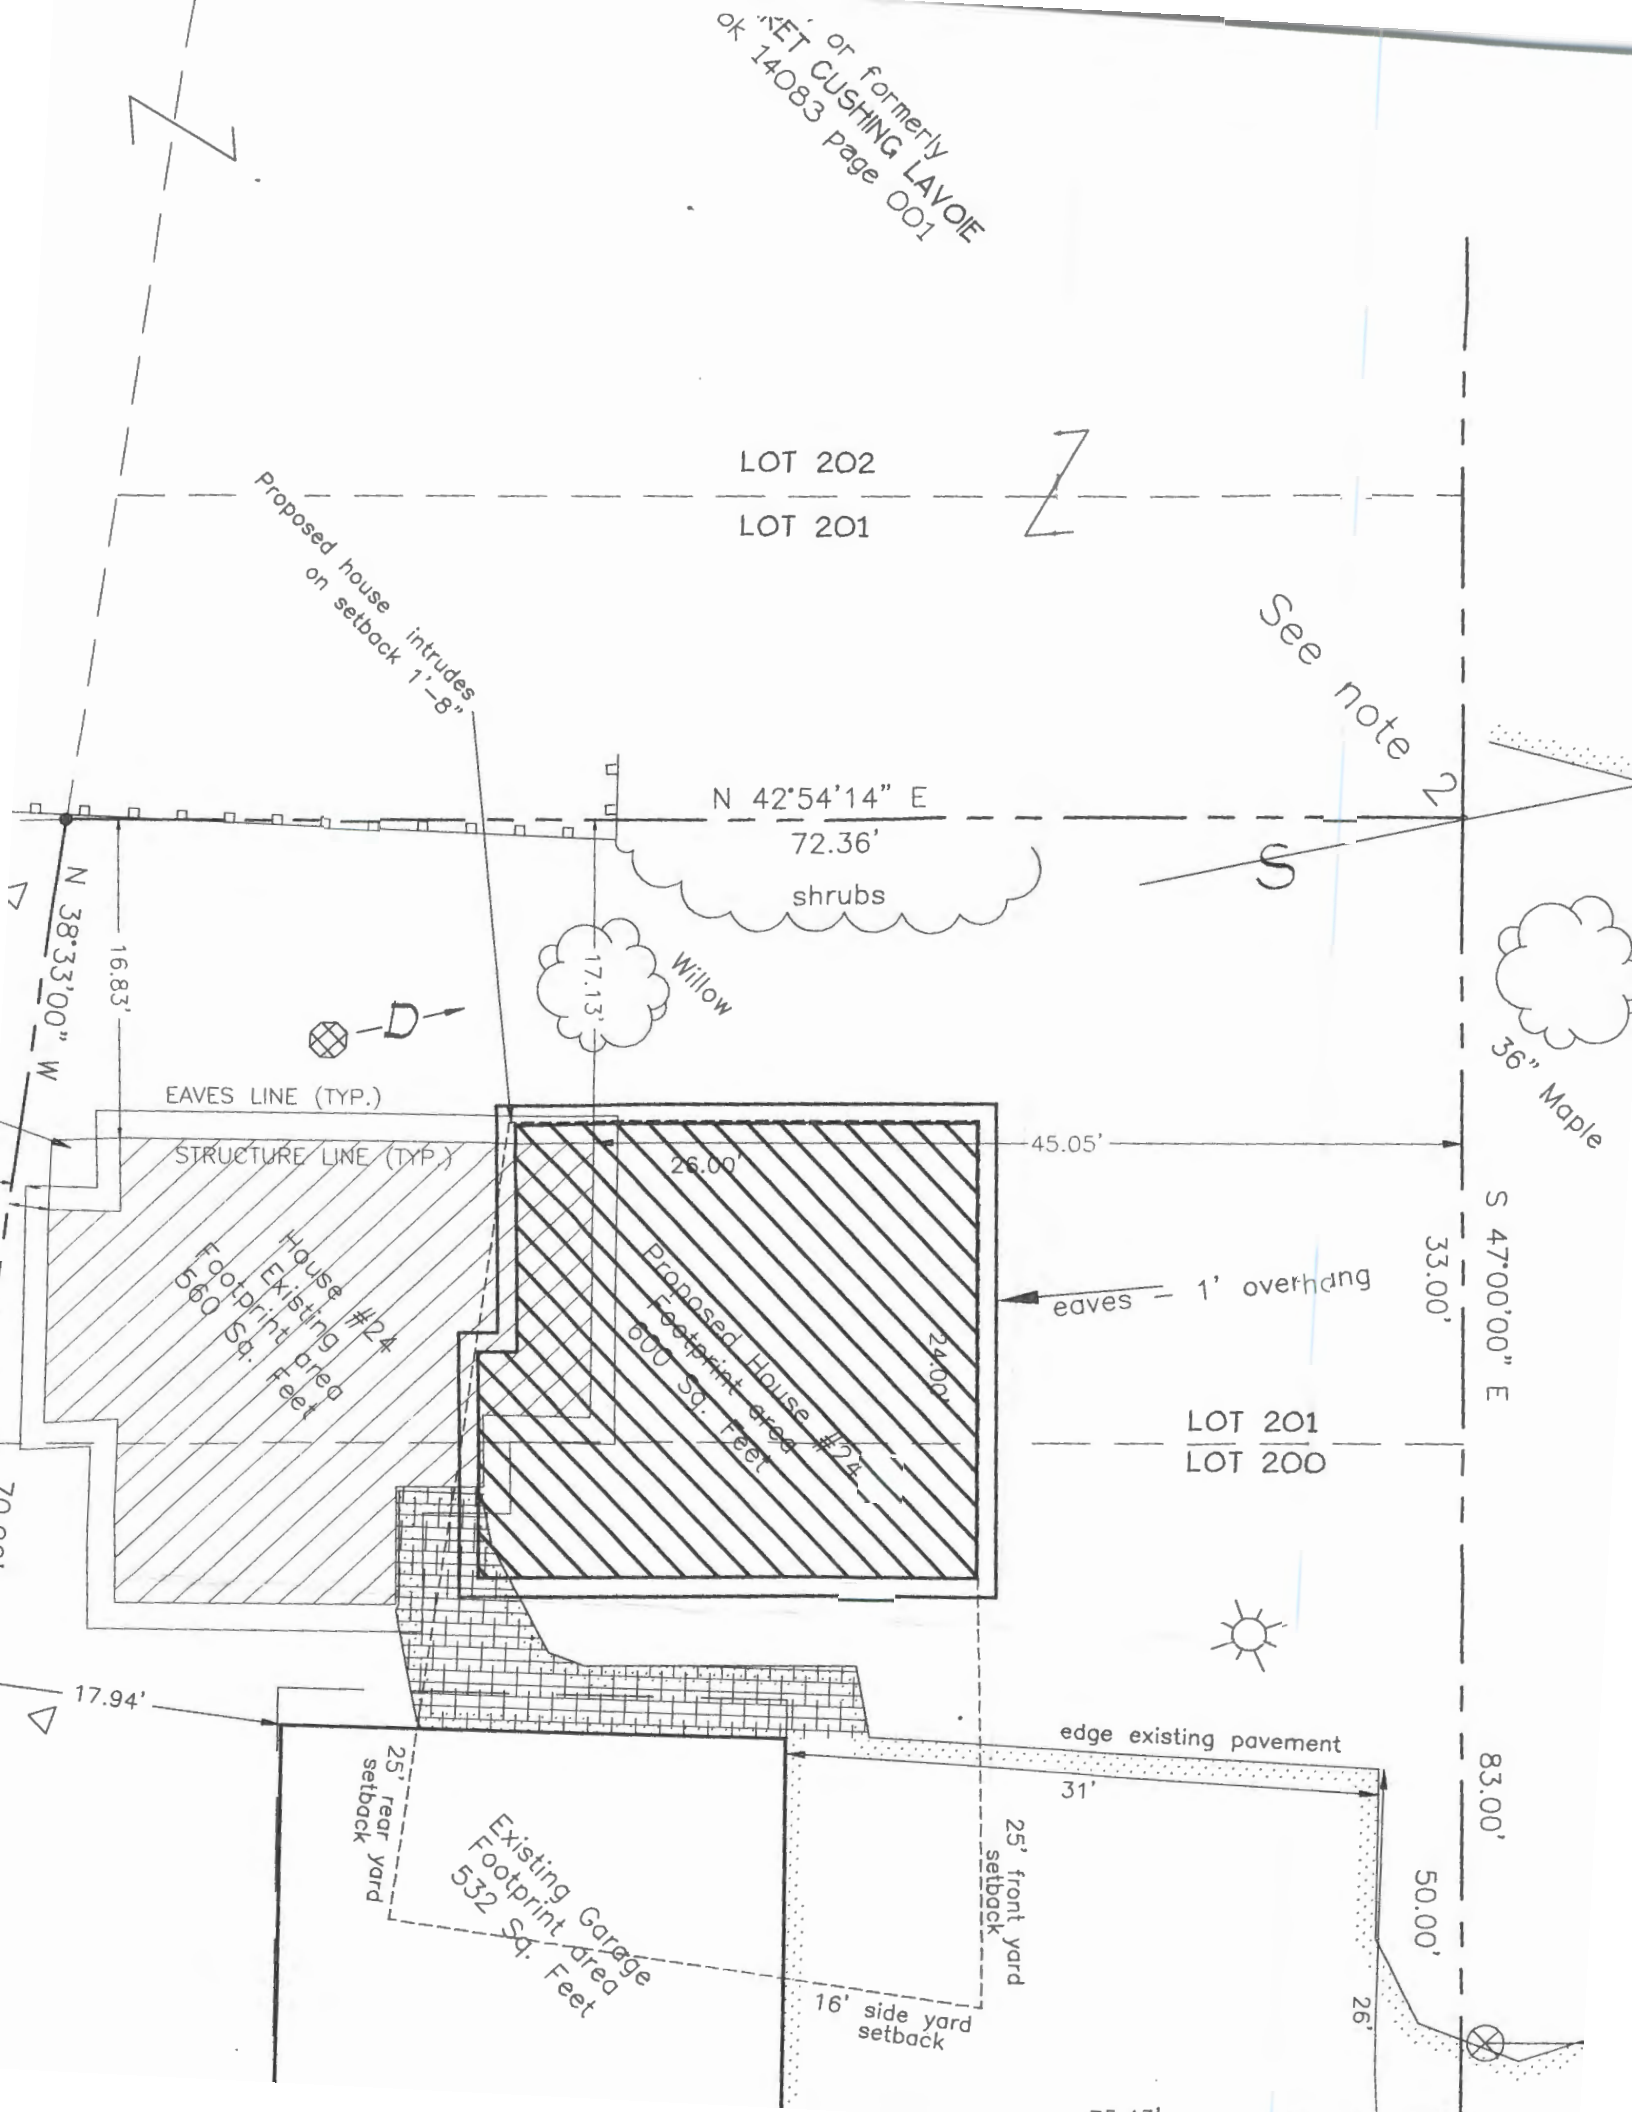 or formerly
CUSHING LAVOIE
14083 page 001
LOT 202
LOT 201
Proposed house intrudes
on setback 1'-8"
See note 2
N 42°54'14" E
72.36'
shrubs
S
N 38°33'00" W
16.83'
17.13'
Willow
D
36" Maple
EAVES LINE (TYP.)
STRUCTURE LINE (TYP.)
26.00'
45.05'
S 47°00'00" E
33.00'
House #24
Existing
Footprint area
560 Sq. Feet
Proposed House #24
Footprint area
600 Sq. Feet
24.00'
eaves - 1' overhang
LOT 201
LOT 200
17.94'
25' rear yard
setback
edge existing pavement
31'
83.00'
25' front yard
setback
50.00'
Existing Garage
Footprint area
532 Sq. Feet
16' side yard
setback
26'